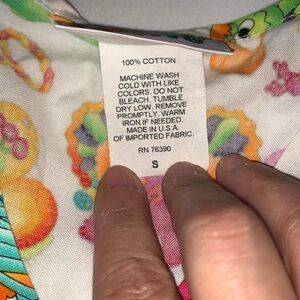 100% COTTON
MACHINE WASH
COLD WITH LIKE
COLORS. DO NOT
BLEACH. TUMBLE
DRY LOW. REMOVE
PROMPTLY. WARM
IRON IF NEEDED.
MADE IN U.S.A.
OF IMPORTED FABRIC.
RN 76390
S